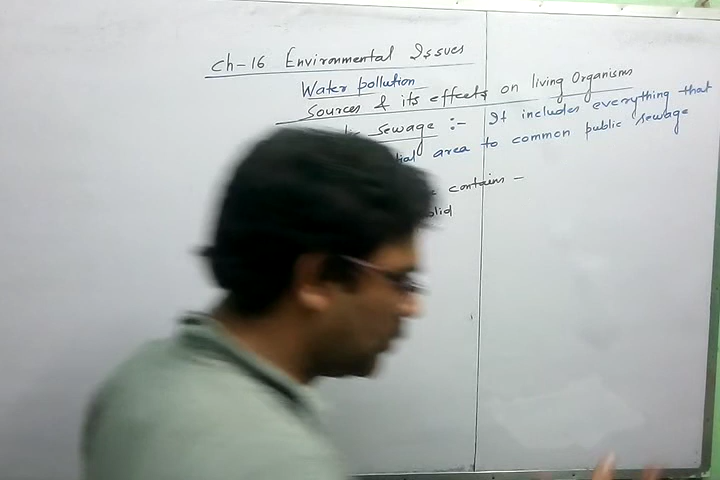 Ch-16 Environmental Issues
Water pollution
Sources & its effects on living Organisms
sewage :- It includes everything that
area to common public sewage
contains -